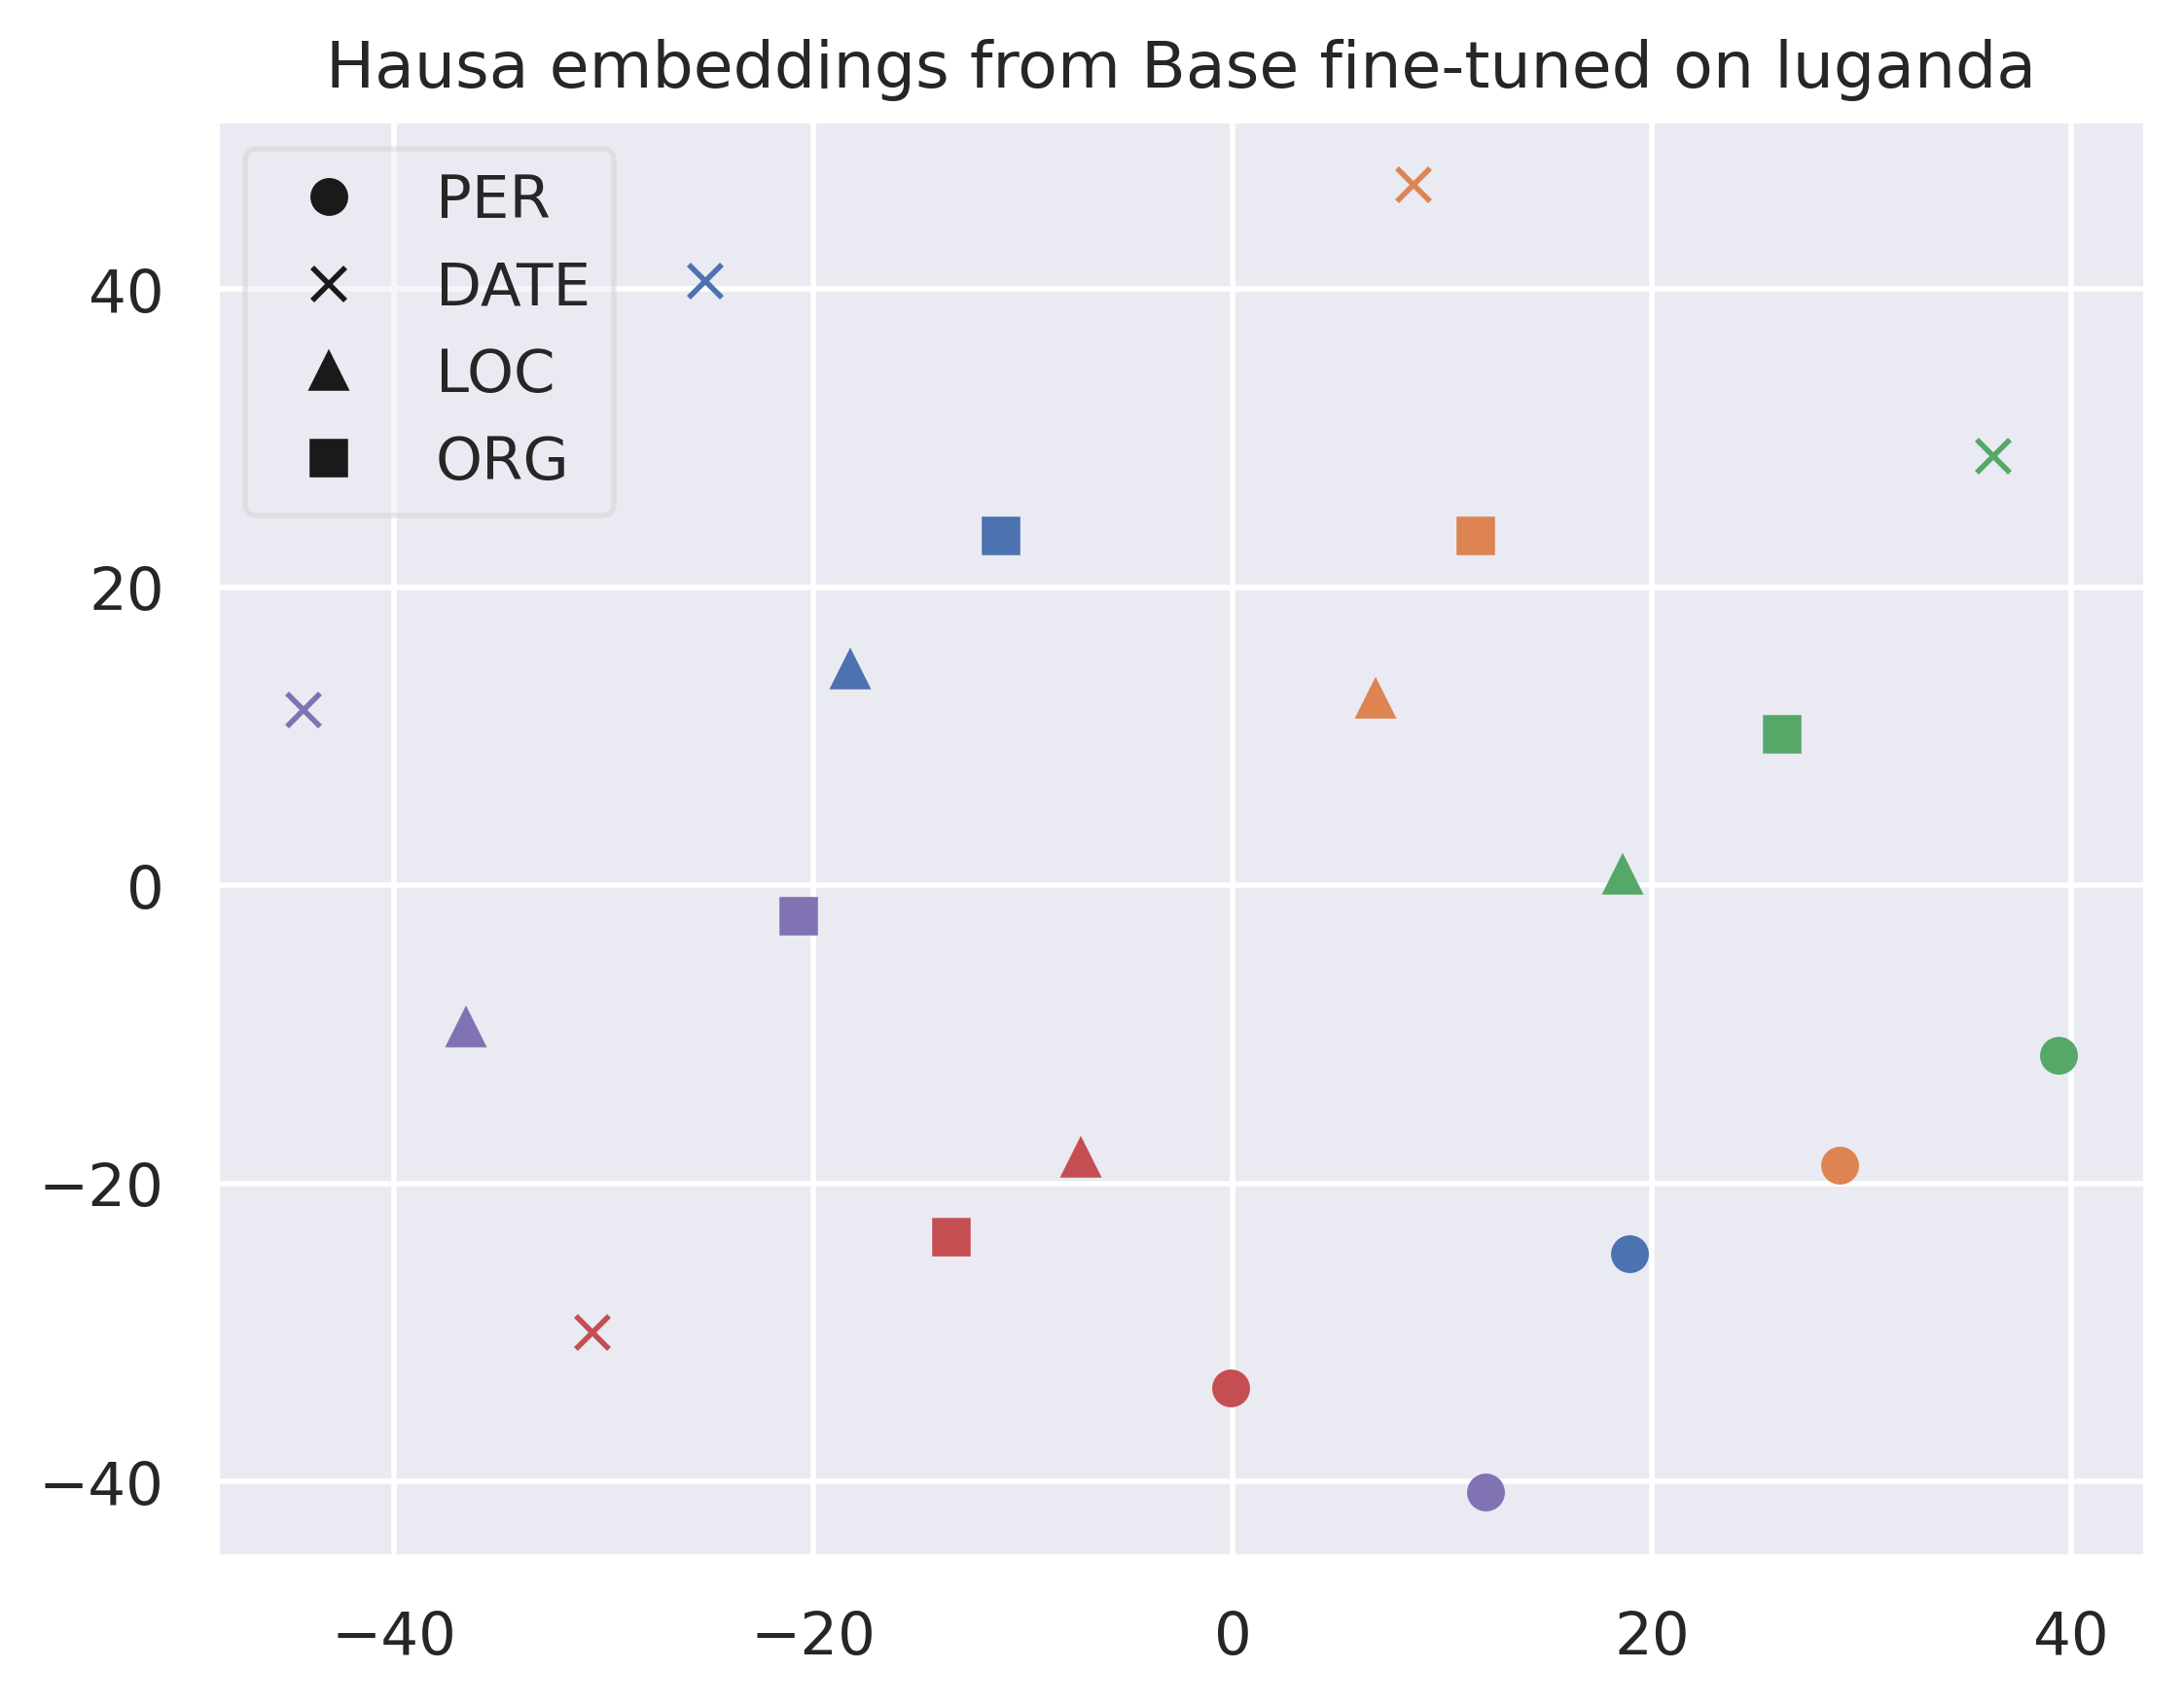 Hausa embeddings from Base fine-tuned on luganda
PER
DATE
LOC
ORG
40
20
0
−20
−40
−40 −20 0 20 40